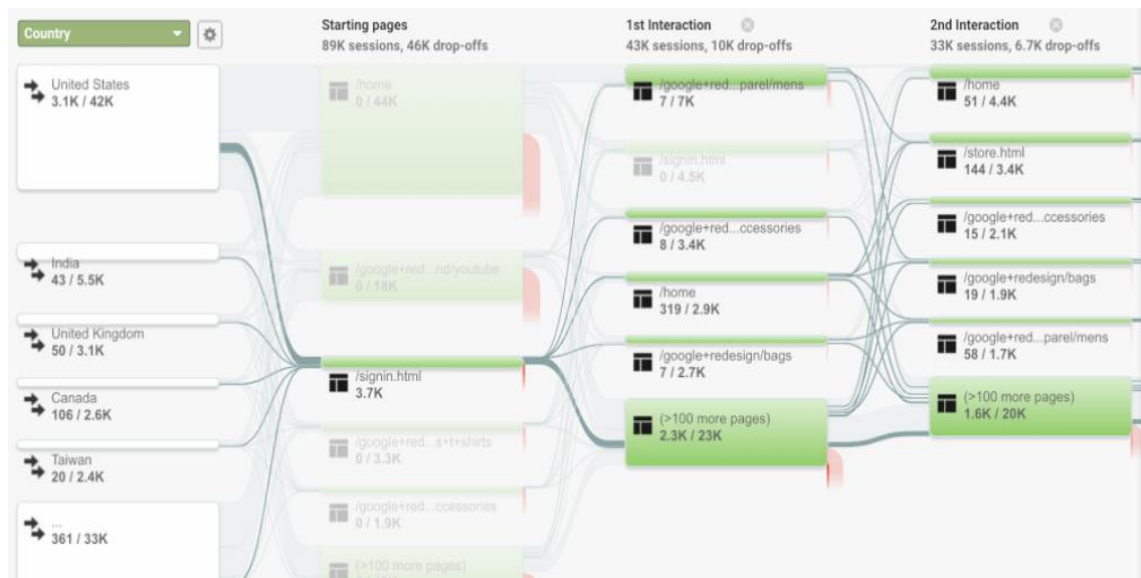 Country
United States
3.1K / 42K
India
43 / 5.5K
United Kingdom
50 / 3.1K
Canada
106 / 2.6K
Taiwan
20 / 2.4K
...
361 / 33K
Starting pages
89K sessions, 46K drop-offs
/home
0 / 44K
/google+red...nd/youtube
0 / 18K
/signin.html
3.7K
/google+red...s+t+shirts
0 / 3.3K
/google+red...ccessories
0 / 1.9K
(>100 more pages)
1st Interaction
43K sessions, 10K drop-offs
/google+red...parel/mens
7 / 7K
/signin.html
0 / 4.5K
/google+red...ccessories
8 / 3.4K
/home
319 / 2.9K
/google+redesign/bags
7 / 2.7K
(>100 more pages)
2.3K / 23K
2nd Interaction
33K sessions, 6.7K drop-offs
/home
51 / 4.4K
/store.html
144 / 3.4K
/google+red...ccessories
15 / 2.1K
/google+redesign/bags
19 / 1.9K
/google+red...parel/mens
58 / 1.7K
(>100 more pages)
1.6K / 20K